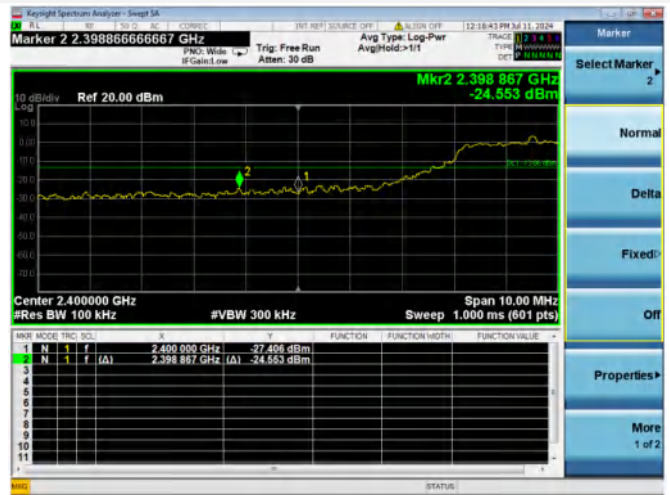 Keysight Spectrum Analyzer - Swept SA
RL RF 50 Ω AC CORREC INT REF SOURCE OFF ALIGN OFF 12:16:43 PM Jul 11, 2024
Marker 2 2.398866666667 GHz
Avg Type: Log-Pwr
TRACE 1 2 3 4 5 6
PNO: Wide Trig: Free Run Avg|Hold:>1/1 TYPE M WWWWW
IFGain:Low Atten: 30 dB DET P NNNNN
Mkr2 2.398 867 GHz
10 dB/div Ref 20.00 dBm -24.553 dBm
Log
10.0
0.00
-10.0
-20.0
-30.0
-40.0
-50.0
-60.0
-70.0
2
1
Center 2.400000 GHz Span 10.00 MHz
#Res BW 100 kHz #VBW 300 kHz Sweep 1.000 ms (601 pts)
MKR MODE TRC SCL X Y FUNCTION FUNCTION WIDTH FUNCTION VALUE
1 N 1 f 2.400 000 GHz -27.406 dBm
2 N 1 f (Δ) 2.398 867 GHz (Δ) -24.553 dBm
3
4
5
6
7
8
9
10
11
MSG STATUS
Marker
Select Marker
2
Normal
Delta
Fixed
Off
Properties
More
1 of 2